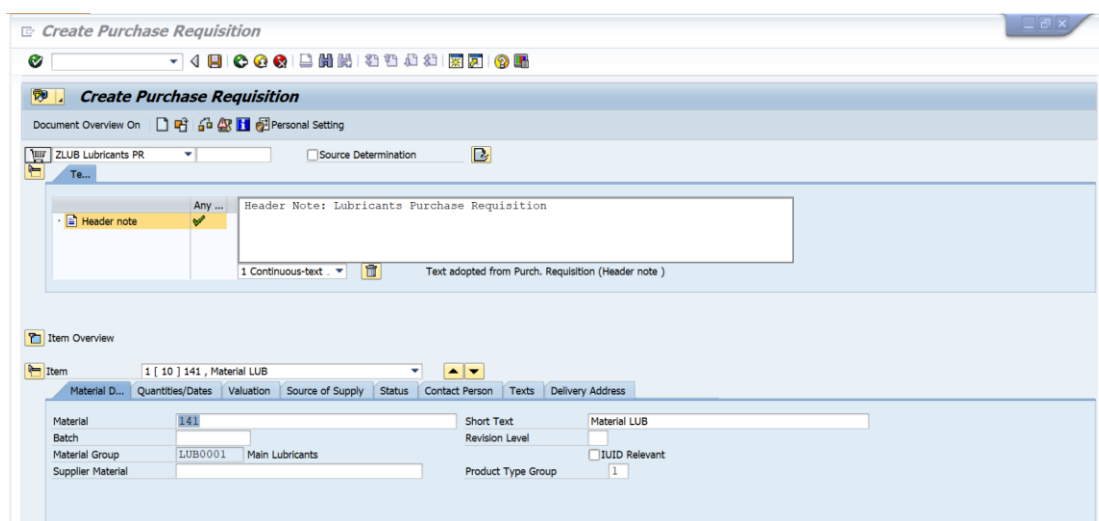 Create Purchase Requisition
Create Purchase Requisition
Document Overview On Personal Setting
ZLUB Lubricants PR Source Determination
Te...
Any ... Header Note: Lubricants Purchase Requisition
Header note
1 Continuous-text . Text adopted from Purch. Requisition (Header note )
Item Overview
Item 1 [ 10 ] 141 , Material LUB
Material D... Quantities/Dates Valuation Source of Supply Status Contact Person Texts Delivery Address
Material 141 Short Text Material LUB
Batch Revision Level
Material Group LUB0001 Main Lubricants IUID Relevant
Supplier Material Product Type Group 1